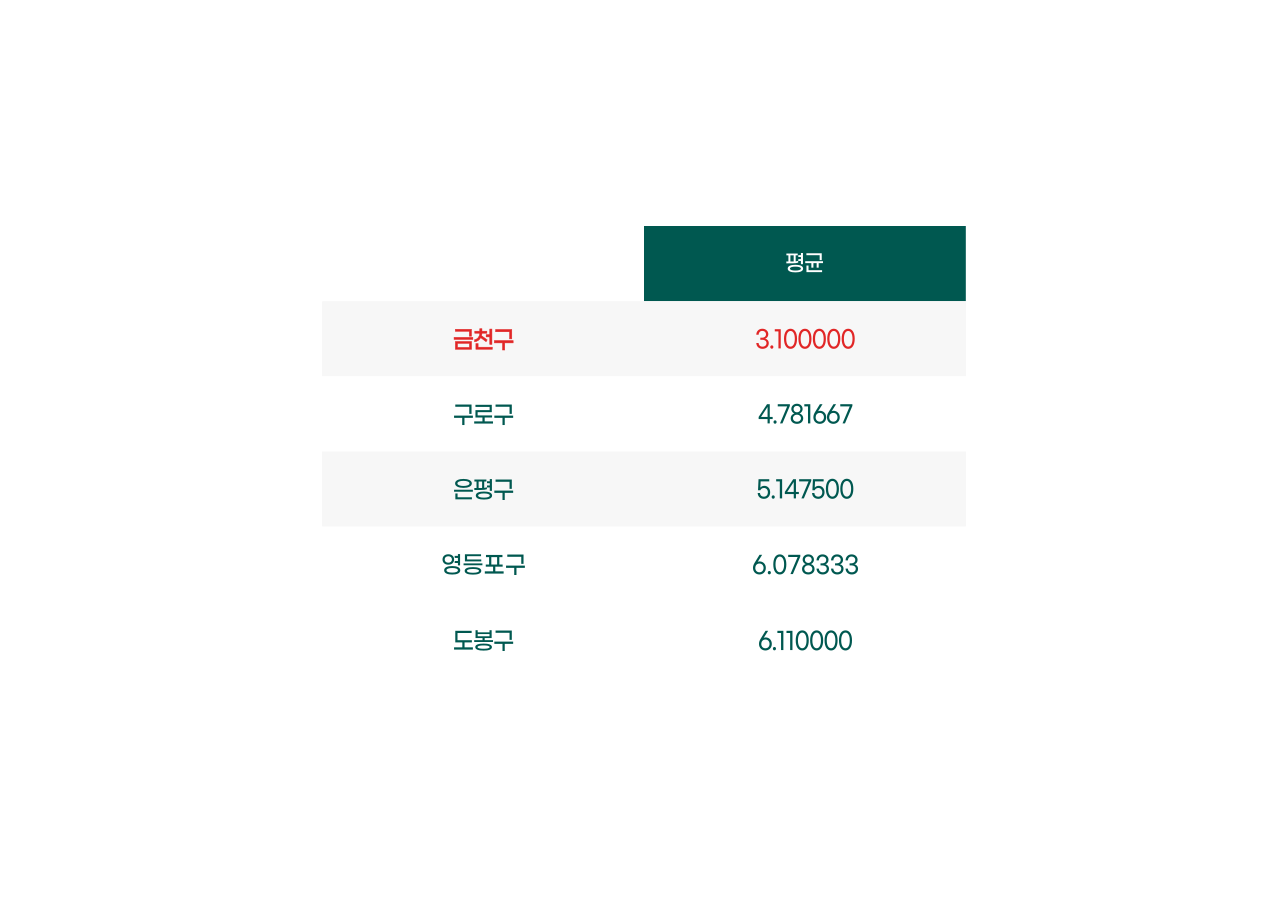 평균
금천구 3.100000
구로구 4.781667
은평구 5.147500
영등포구 6.078333
도봉구 6.110000